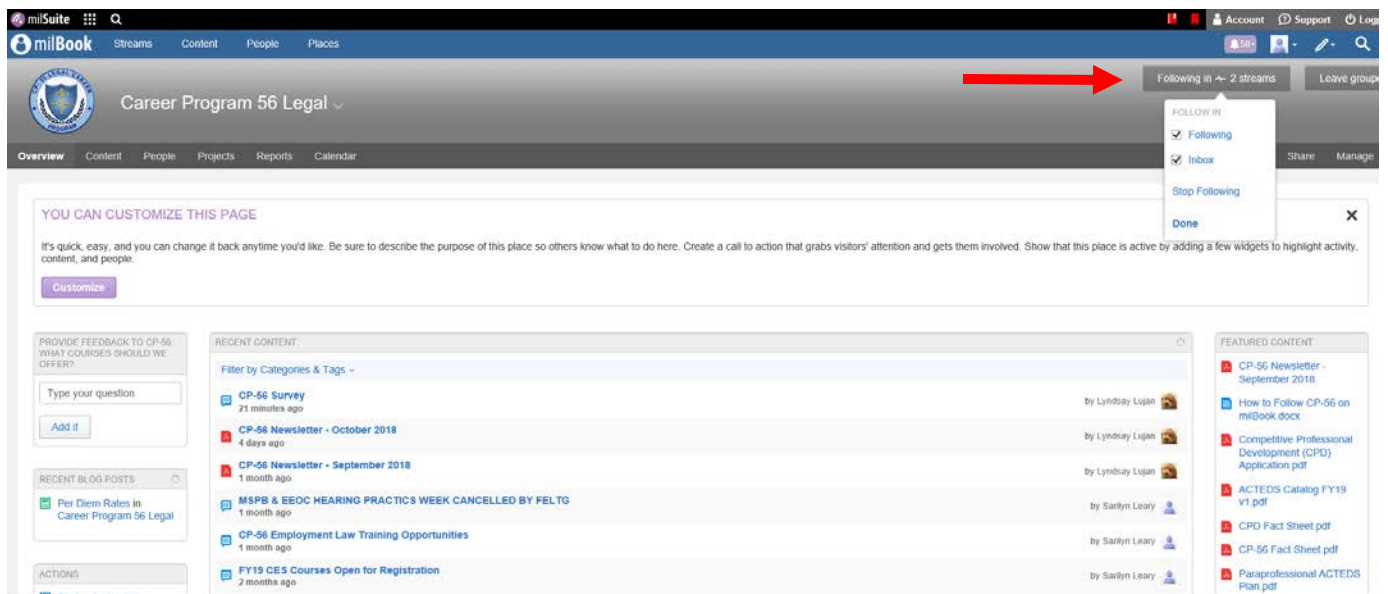 milSuite
Account Support Log
milBook Streams Content People Places
50+
Following in 2 streams Leave group
Career Program 56 Legal
FOLLOW IN
Following
Inbox
Stop Following
Done
Overview Content People Projects Reports Calendar
Share Manage
YOU CAN CUSTOMIZE THIS PAGE
It's quick, easy, and you can change it back anytime you'd like. Be sure to describe the purpose of this place so others know what to do here. Create a call to action that grabs visitors' attention and gets them involved. Show that this place is active by adding a few widgets to highlight activity,
content, and people.
Customize
PROVIDE FEEDBACK TO CP-56
WHAT COURSES SHOULD WE
OFFER?
Type your question
Add it
RECENT BLOG POSTS
Per Diem Rates in
Career Program 56 Legal
ACTIONS
RECENT CONTENT
Filter by Categories & Tags
CP-56 Survey
21 minutes ago
by Lyndsay Lujan
CP-56 Newsletter - October 2018
4 days ago
by Lyndsay Lujan
CP-56 Newsletter - September 2018
1 month ago
by Lyndsay Lujan
MSPB & EEOC HEARING PRACTICS WEEK CANCELLED BY FELTG
1 month ago
by Sarilyn Leary
CP-56 Employment Law Training Opportunities
1 month ago
by Sarilyn Leary
FY19 CES Courses Open for Registration
2 months ago
by Sarilyn Leary
FEATURED CONTENT
CP-56 Newsletter -
September 2018
How to Follow CP-56 on
milBook.docx
Competitive Professional
Development (CPD)
Application.pdf
ACTEDS Catalog FY19
v1.pdf
CPD Fact Sheet.pdf
CP-56 Fact Sheet.pdf
Paraprofessional ACTEDS
Plan.pdf